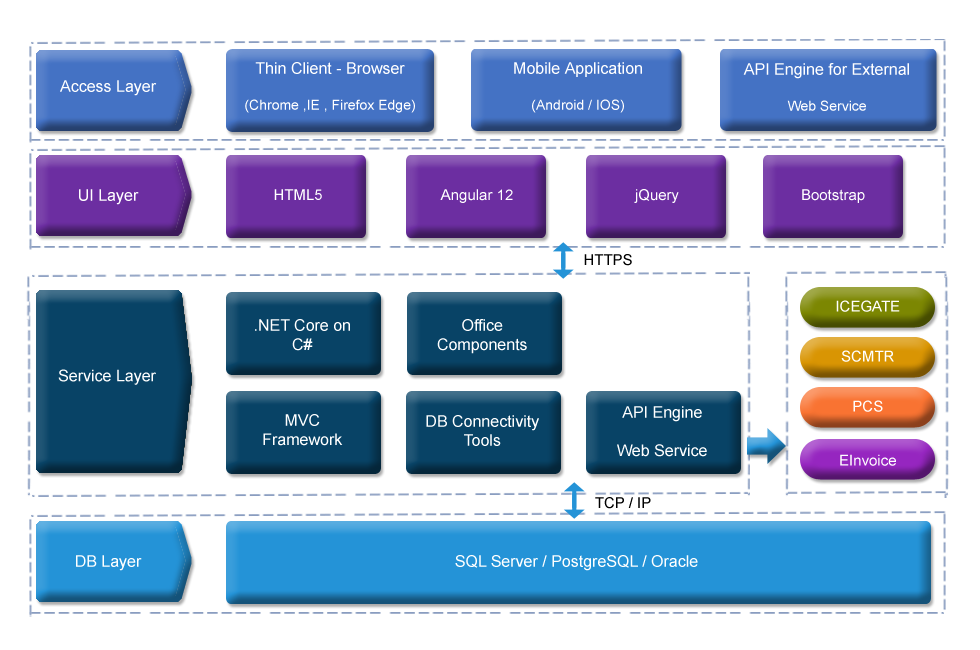 Access Layer
Thin Client - Browser
(Chrome ,IE , Firefox Edge)
Mobile Application
(Android / IOS)
API Engine for External
Web Service
UI Layer
HTML5
Angular 12
jQuery
Bootstrap
HTTPS
Service Layer
.NET Core on
C#
Office
Components
MVC
Framework
DB Connectivity
Tools
API Engine
Web Service
ICEGATE
SCMTR
PCS
EInvoice
TCP / IP
DB Layer
SQL Server / PostgreSQL / Oracle